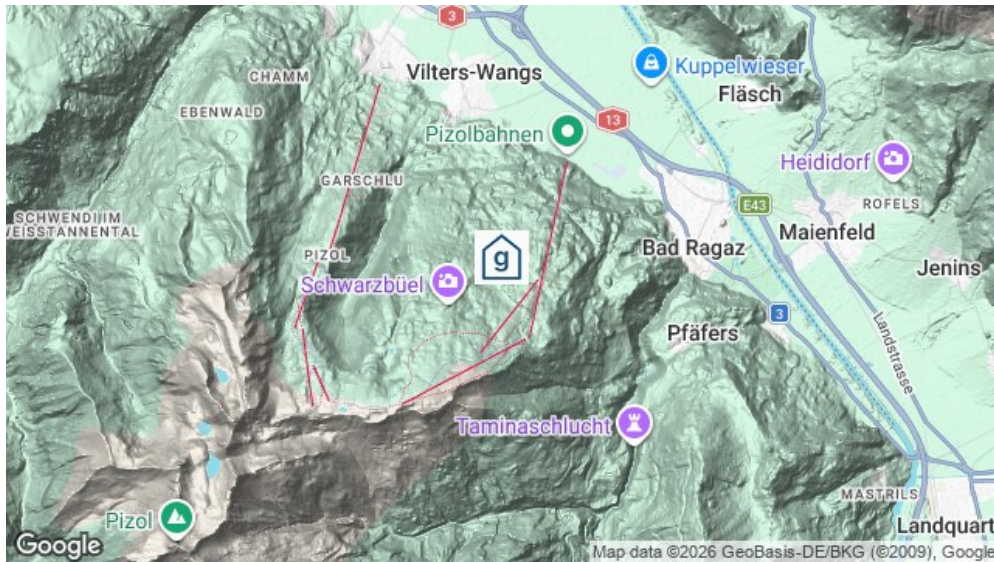 3
CHAMM
Vilters-Wangs
Kuppelwieser
Fläsch
EBENWALD
Pizolbahnen
13
Heididorf
GARSCHLU
E43
ROFELS
SCHWENDI IM
WEISSTANNENTAL
Maienfeld
PIZOL
g
Bad Ragaz
Jenins
Schwarzbüel
3
Pfäfers
Landstrasse
Taminaschlucht
MASTRILS
Pizol
Landquart
Google
Map data ©2026 GeoBasis-DE/BKG (©2009), Google